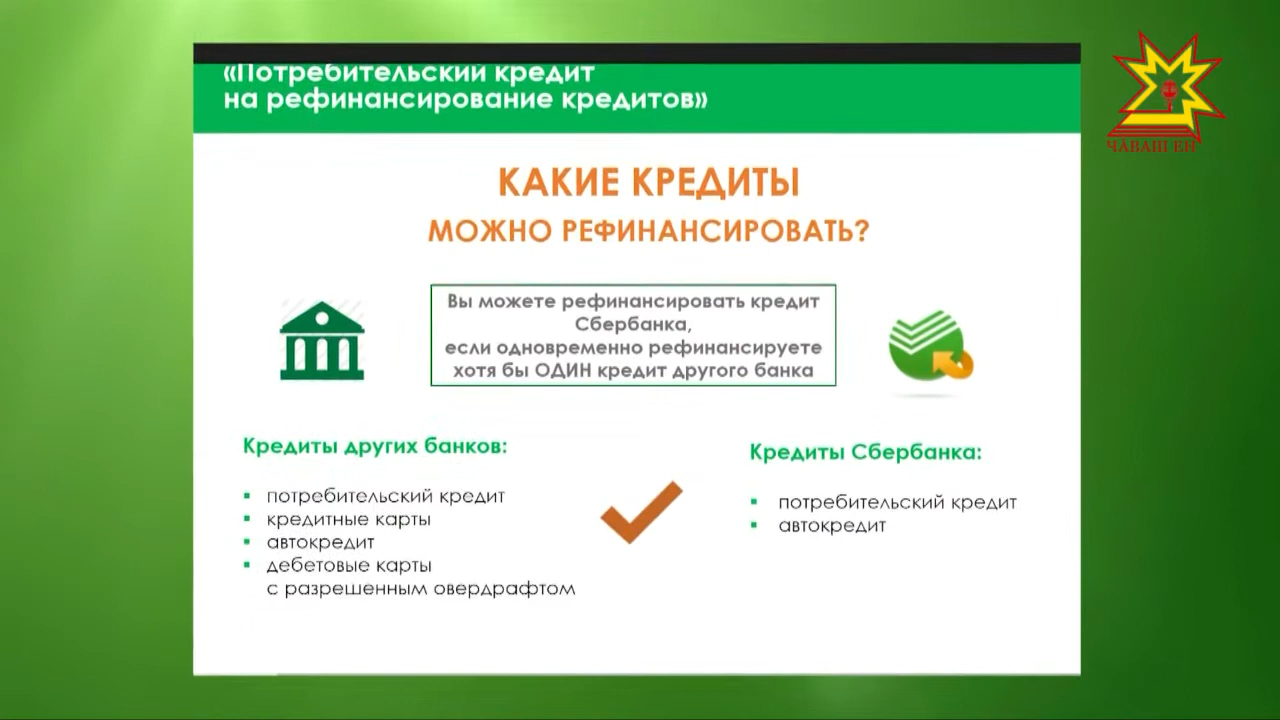 «Потребительский кредит
на рефинансирование кредитов»
ЧĂВАШ ЕН
КАКИЕ КРЕДИТЫ
МОЖНО РЕФИНАНСИРОВАТЬ?
Вы можете рефинансировать кредит
Сбербанка,
если одновременно рефинансируете
хотя бы ОДИН кредит другого банка
Кредиты других банков:
▪ потребительский кредит
▪ кредитные карты
▪ автокредит
▪ дебетовые карты
с разрешенным овердрафтом
Кредиты Сбербанка:
▪ потребительский кредит
▪ автокредит